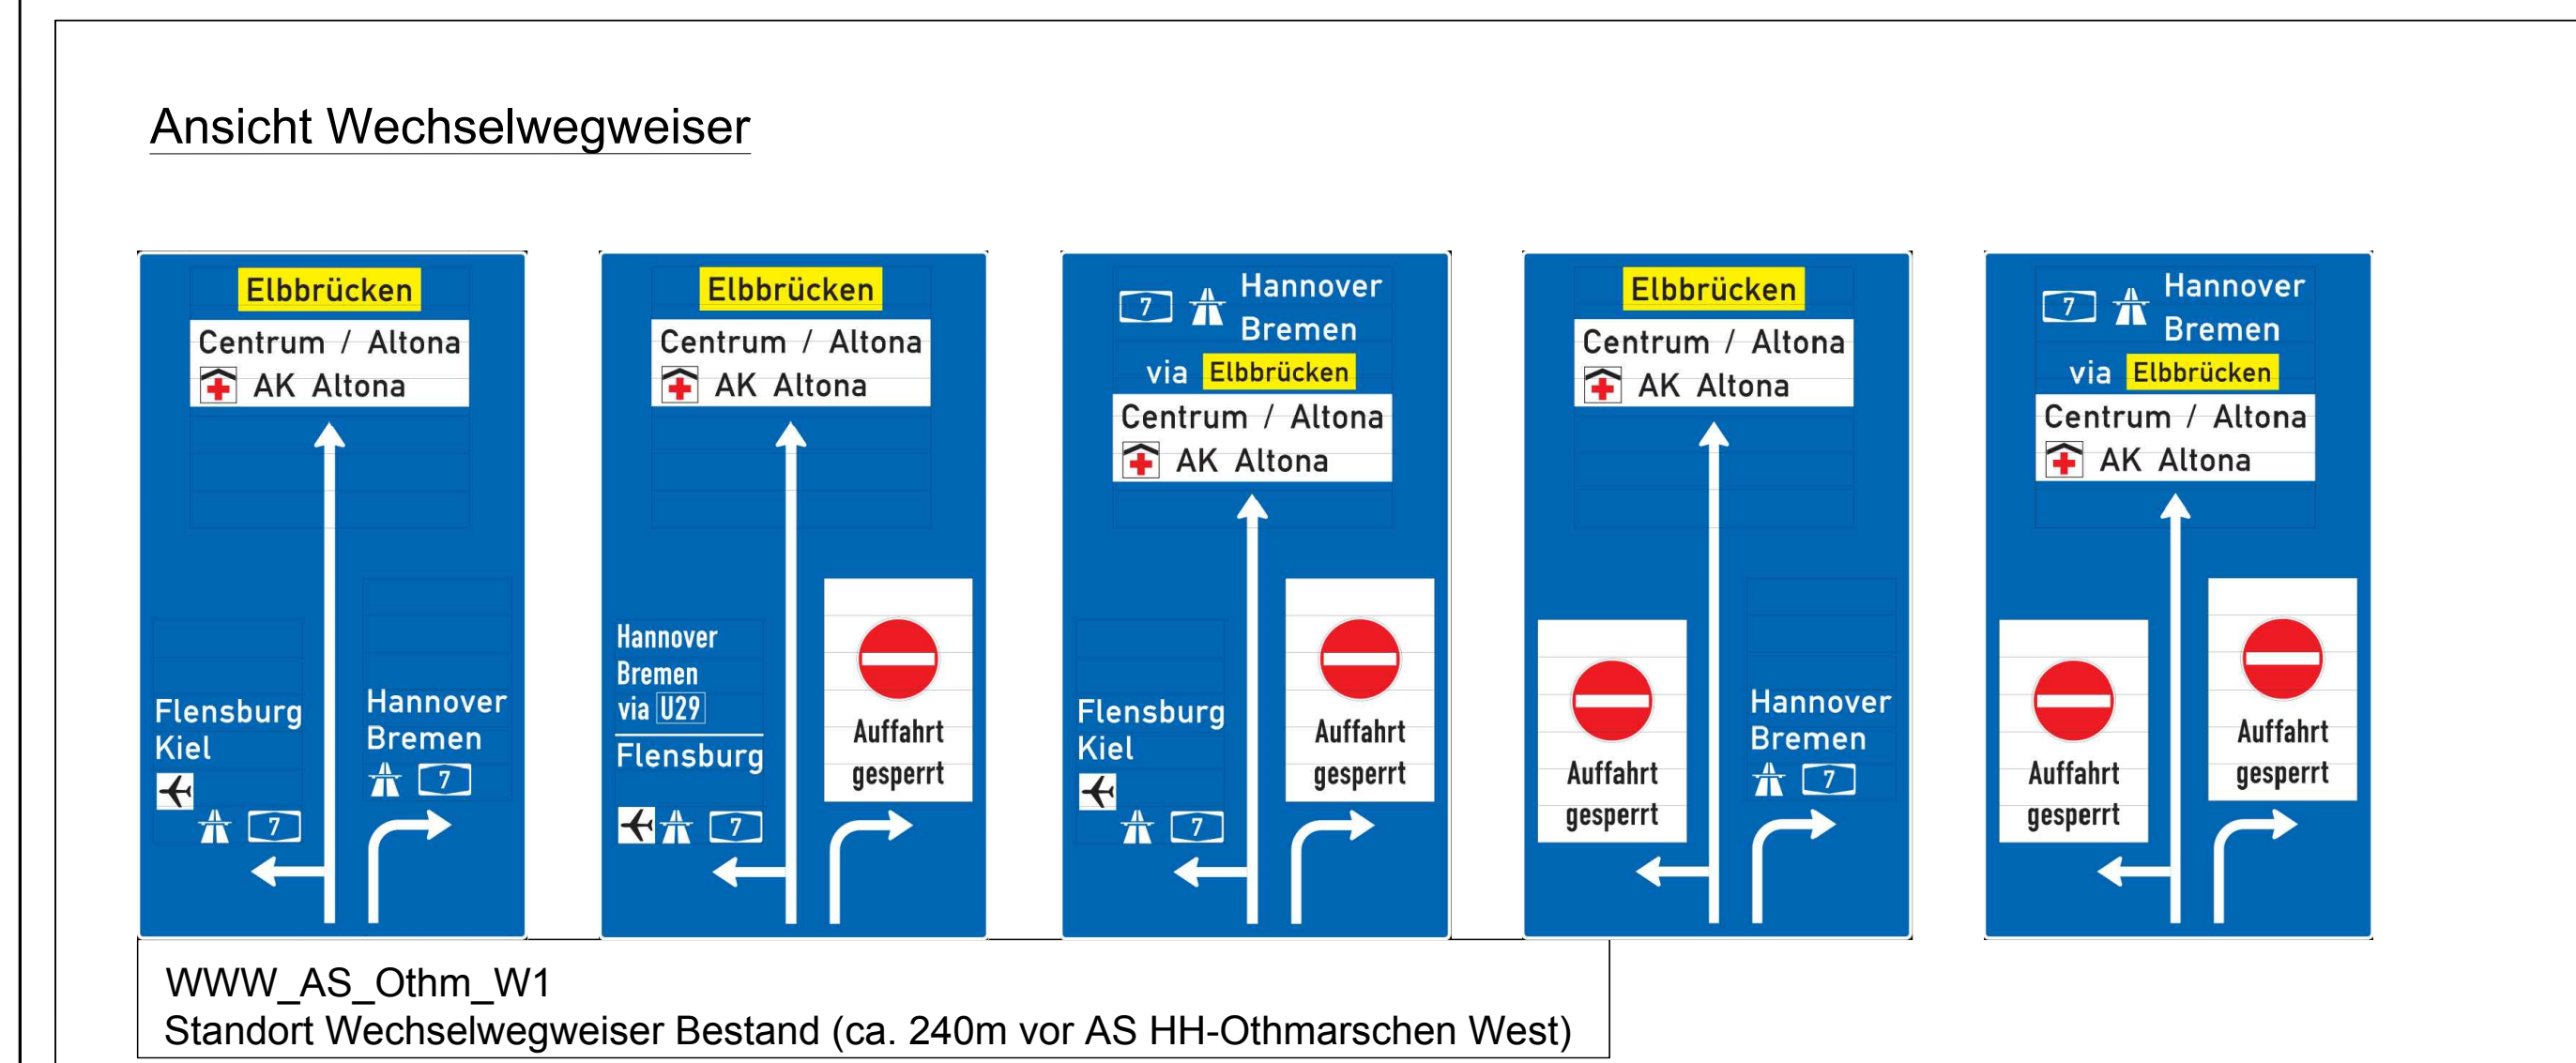 Ansicht Wechselwegweiser
Elbbrücken
Centrum / Altona
AK Altona
Flensburg
Kiel
7
Hannover
Bremen
7
Elbbrücken
Centrum / Altona
AK Altona
Hannover
Bremen
via U29
Flensburg
7
Auffahrt
gesperrt
7
Hannover
Bremen
via Elbbrücken
Centrum / Altona
AK Altona
Flensburg
Kiel
7
Auffahrt
gesperrt
Elbbrücken
Centrum / Altona
AK Altona
Auffahrt
gesperrt
Hannover
Bremen
7
7
Hannover
Bremen
via Elbbrücken
Centrum / Altona
AK Altona
Auffahrt
gesperrt
Auffahrt
gesperrt
WWW_AS_Othm_W1
Standort Wechselwegweiser Bestand (ca. 240m vor AS HH-Othmarschen West)